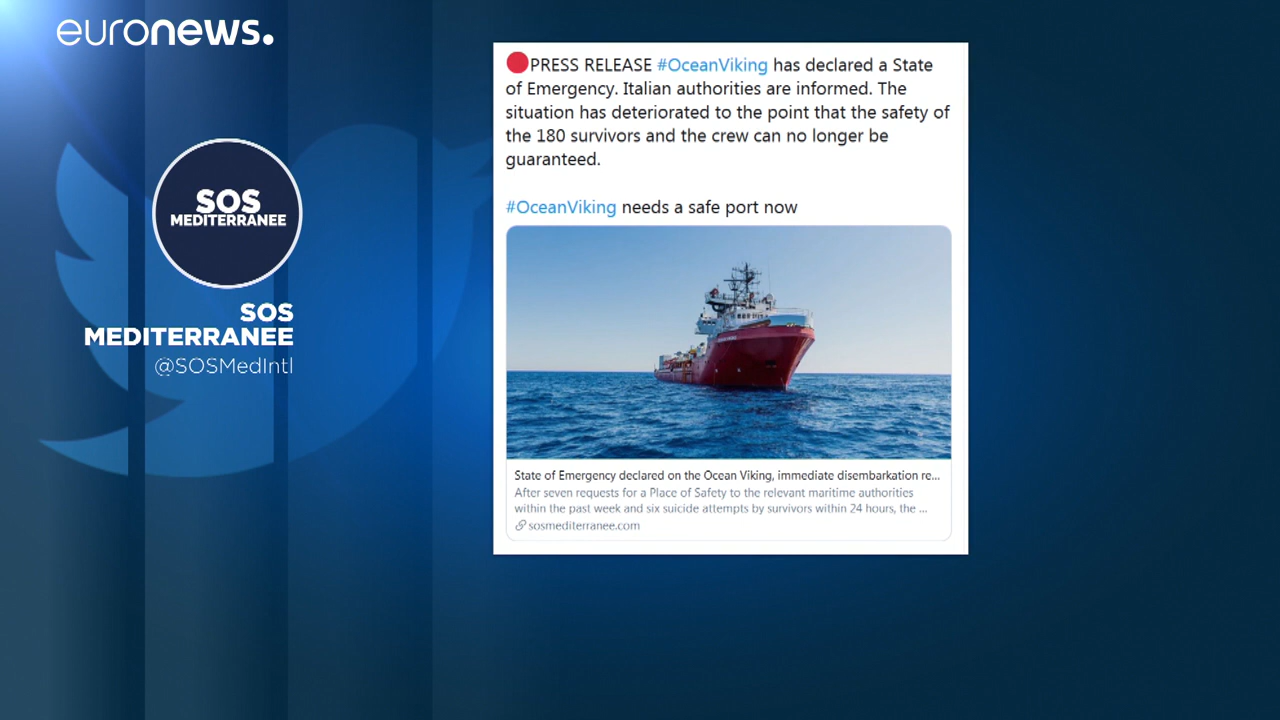 euronews.
SOS
MEDITERRANEE
SOS
MEDITERRANEE
@SOSMedIntl
PRESS RELEASE #OceanViking has declared a State
of Emergency. Italian authorities are informed. The
situation has deteriorated to the point that the safety of
the 180 survivors and the crew can no longer be
guaranteed.
#OceanViking needs a safe port now
State of Emergency declared on the Ocean Viking, immediate disembarkation re...
After seven requests for a Place of Safety to the relevant maritime authorities
within the past week and six suicide attempts by survivors within 24 hours, the ...
sosmediterranee.com